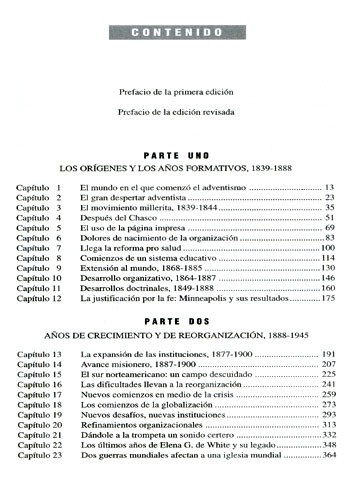 CONTENIDO
Prefacio de la primera edición
Prefacio de la edición revisada
PARTE UNO
LOS ORÍGENES Y LOS AÑOS FORMATIVOS, 1839-1888
Capítulo 1 El mundo en el que comenzó el adventismo ........................ 13
Capítulo 2 El gran despertar adventista ........................ 23
Capítulo 3 El movimiento millerita, 1839-1844 ........................ 35
Capítulo 4 Después del Chasco ........................ 51
Capítulo 5 El uso de la página impresa ........................ 69
Capítulo 6 Dolores de nacimiento de la organización ........................ 83
Capítulo 7 Llega la reforma pro salud ........................ 100
Capítulo 8 Comienzos de un sistema educativo ........................ 114
Capítulo 9 Extensión al mundo, 1868-1885 ........................ 130
Capítulo 10 Desarrollo organizativo, 1864-1887 ........................ 146
Capítulo 11 Desarrollos doctrinales, 1849-1888 ........................ 160
Capítulo 12 La justificación por la fe: Minneapolis y sus resultados ........................ 175
PARTE DOS
AÑOS DE CRECIMIENTO Y DE REORGANIZACIÓN, 1888-1945
Capítulo 13 La expansión de las instituciones, 1877-1900 ........................ 191
Capítulo 14 Avance misionero, 1887-1900 ........................ 207
Capítulo 15 El sur norteamericano: un campo descuidado ........................ 225
Capítulo 16 Las dificultades llevan a la reorganización ........................ 241
Capítulo 17 Nuevos comienzos en medio de la crisis ........................ 259
Capítulo 18 Los comienzos de la globalización ........................ 273
Capítulo 19 Nuevos desafíos, nuevas instituciones ........................ 293
Capítulo 20 Refinamientos organizacionales ........................ 313
Capítulo 21 Dándole a la trompeta un sonido certero ........................ 332
Capítulo 22 Los últimos años de Elena G. de White y su legado ........................ 348
Capítulo 23 Dos guerras mundiales afectan a una iglesia mundial ........................ 364